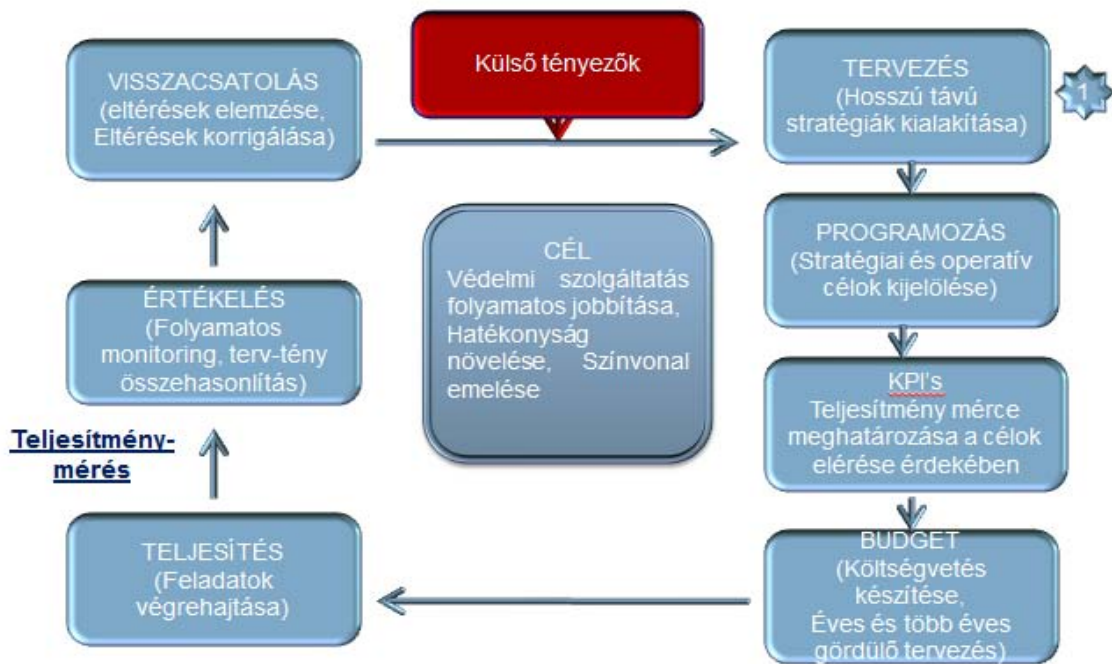 VISSZACSATOLÁS
(eltérések elemzése,
Eltérések korrigálása)
Külső tényezők
TERVEZÉS
(Hosszú távú
stratégiák kialakítása)
1
PROGRAMOZÁS
(Stratégiai és operatív
célok kijelölése)
KPI's
Teljesítmény mérce
meghatározása a célok
elérése érdekében
BUDGET
(Költségvetés
készítése,
Éves és több éves
gördülő tervezés)
TELJESÍTÉS
(Feladatok
végrehajtása)
Teljesítmény-
mérés
ÉRTÉKELÉS
(Folyamatos
monitoring, terv-tény
összehasonlítás)
CÉL
Védelmi szolgáltatás
folyamatos jobbítása,
Hatékonyság
növelése, Színvonal
emelése